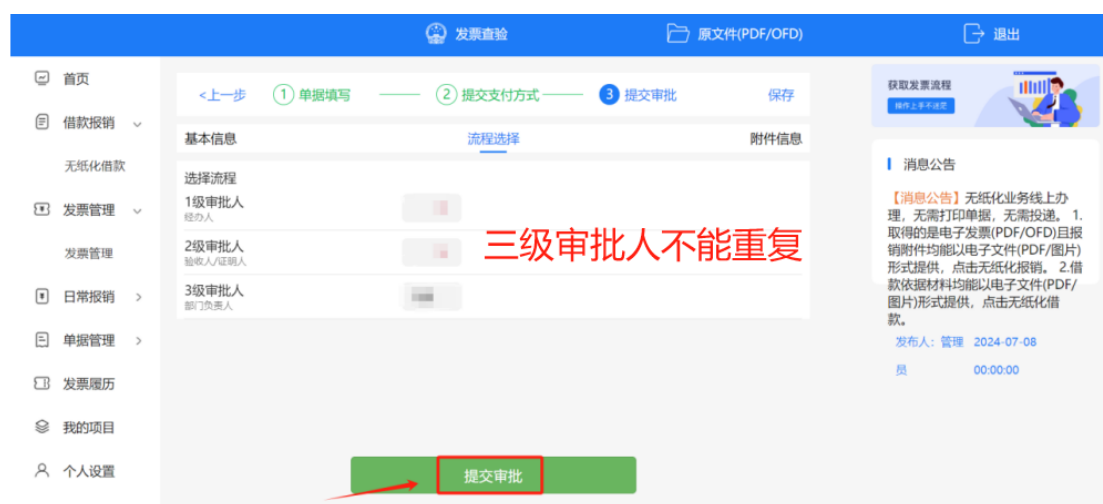 发票查验
原文件(PDF/OFD)
退出
首页
借款报销
无纸化借款
发票管理
发票管理
日常报销
单据管理
发票履历
我的项目
个人设置
<上一步
1 单据填写
2 提交支付方式
3 提交审批
保存
基本信息
流程选择
附件信息
选择流程
1级审批人
经办人
2级审批人
验收人/证明人
3级审批人
部门负责人
三级审批人不能重复
提交审批
获取发票流程
操作上手不迷茫
消息公告
【消息公告】无纸化业务线上办
理，无需打印单据，无需投递。 1.
取得的是电子发票(PDF/OFD)且报
销附件均能以电子文件(PDF/图片)
形式提供，点击无纸化报销。 2.借
款依据材料均能以电子文件(PDF/
图片)形式提供，点击无纸化借
款。
发布人：管理 2024-07-08
员 00:00:00